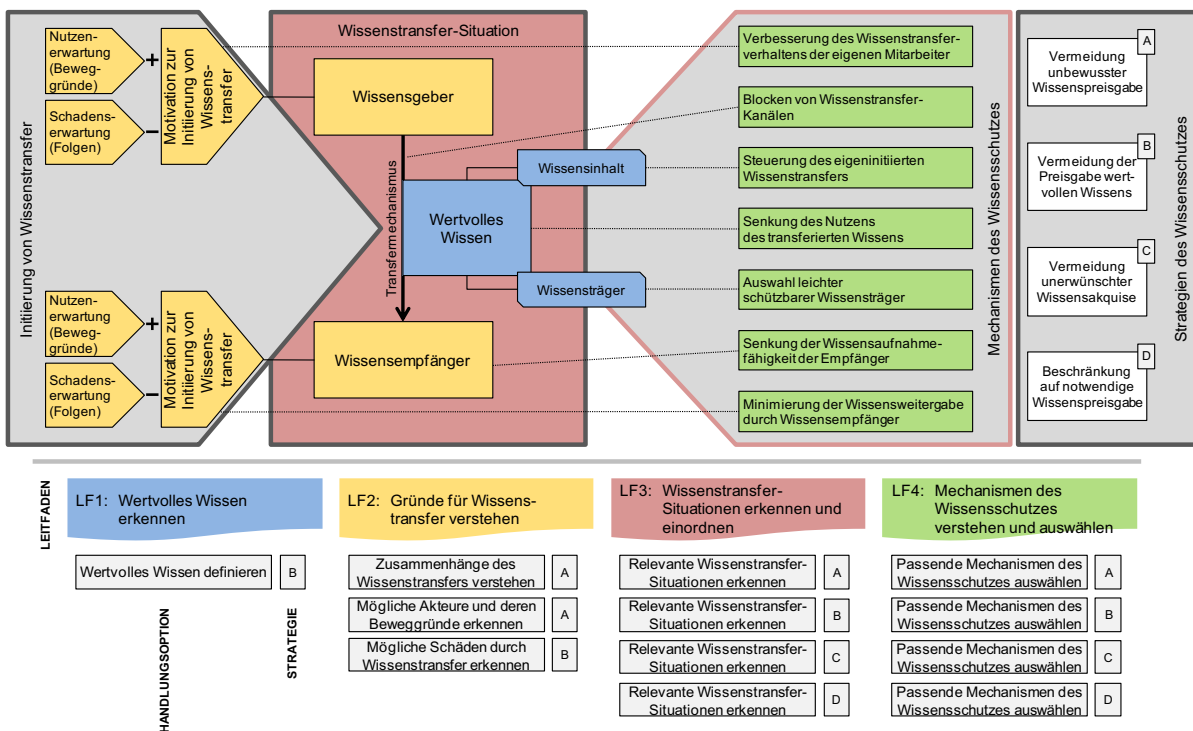 Initiierung von Wissenstransfer
Nutzen-
erwartung
(Beweg-
gründe)
+
Schadens-
erwartung
(Folgen)
–
Motivation zur
Initiierung von
Wissens-
transfer
Nutzen-
erwartung
(Beweg-
gründe)
+
Schadens-
erwartung
(Folgen)
–
Motivation zur
Initiierung von
Wissens-
transfer
Wissenstransfer-Situation
Wissensgeber
Transfermechanismus
Wissensinhalt
Wertvolles
Wissen
Wissensträger
Wissensempfänger
Verbesserung des Wissenstransfer-
verhaltens der eigenen Mitarbeiter
Blocken von Wissenstransfer-
Kanälen
Steuerung des eigeninitiierten
Wissenstransfers
Senkung des Nutzens
des transferierten Wissens
Auswahl leichter
schützbarer Wissensträger
Senkung der Wissensaufnahme-
fähigkeit der Empfänger
Minimierung der Wissensweitergabe
durch Wissensempfänger
Mechanismen des Wissenschutzes
A
Vermeidung
unbewusster
Wissenspreisgabe
B
Vermeidung der
Preisgabe wert-
vollen Wissens
C
Vermeidung
unerwünschter
Wissensakquise
D
Beschränkung
auf notwendige
Wissenspreisgabe
Strategien des Wissenschutzes
LEITFADEN
LF1: Wertvolles Wissen
erkennen
LF2: Gründe für Wissens-
transfer verstehen
LF3: Wissenstransfer-
Situationen erkennen und
einordnen
LF4: Mechanismen des
Wissensschutzes
verstehen und auswählen
Wertvolles Wissen definieren B
HANDLUNGSOPTION
STRATEGIE
Zusammenhänge des
Wissenstransfers verstehen A
Mögliche Akteure und deren
Beweggründe erkennen A
Mögliche Schäden durch
Wissenstransfer erkennen B
Relevante Wissenstransfer-
Situationen erkennen A
Relevante Wissenstransfer-
Situationen erkennen B
Relevante Wissenstransfer-
Situationen erkennen C
Relevante Wissenstransfer-
Situationen erkennen D
Passende Mechanismen des
Wissensschutzes auswählen A
Passende Mechanismen des
Wissensschutzes auswählen B
Passende Mechanismen des
Wissensschutzes auswählen C
Passende Mechanismen des
Wissensschutzes auswählen D